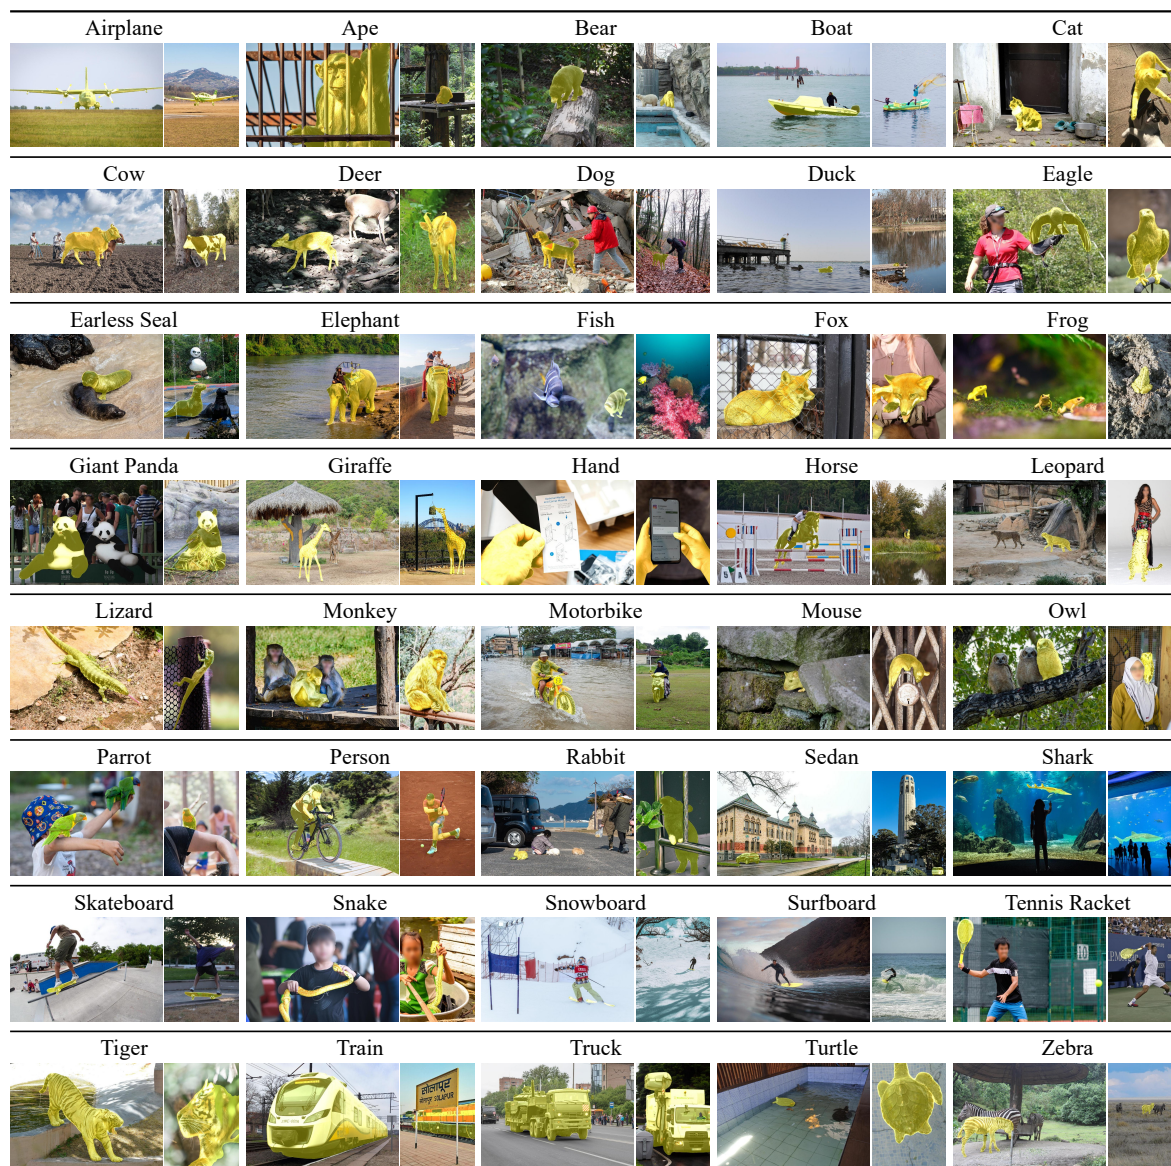 Airplane
Ape
Bear
Boat
Cat
Cow
Deer
Dog
Duck
Eagle
Earless Seal
Elephant
Fish
Fox
Frog
Giant Panda
Giraffe
Hand
Horse
Leopard
Lizard
Monkey
Motorbike
Mouse
Owl
Parrot
Person
Rabbit
Sedan
Shark
Skateboard
Snake
Snowboard
Surfboard
Tennis Racket
Tiger
Train
Truck
Turtle
Zebra
सोलापूर
SOLAPUR